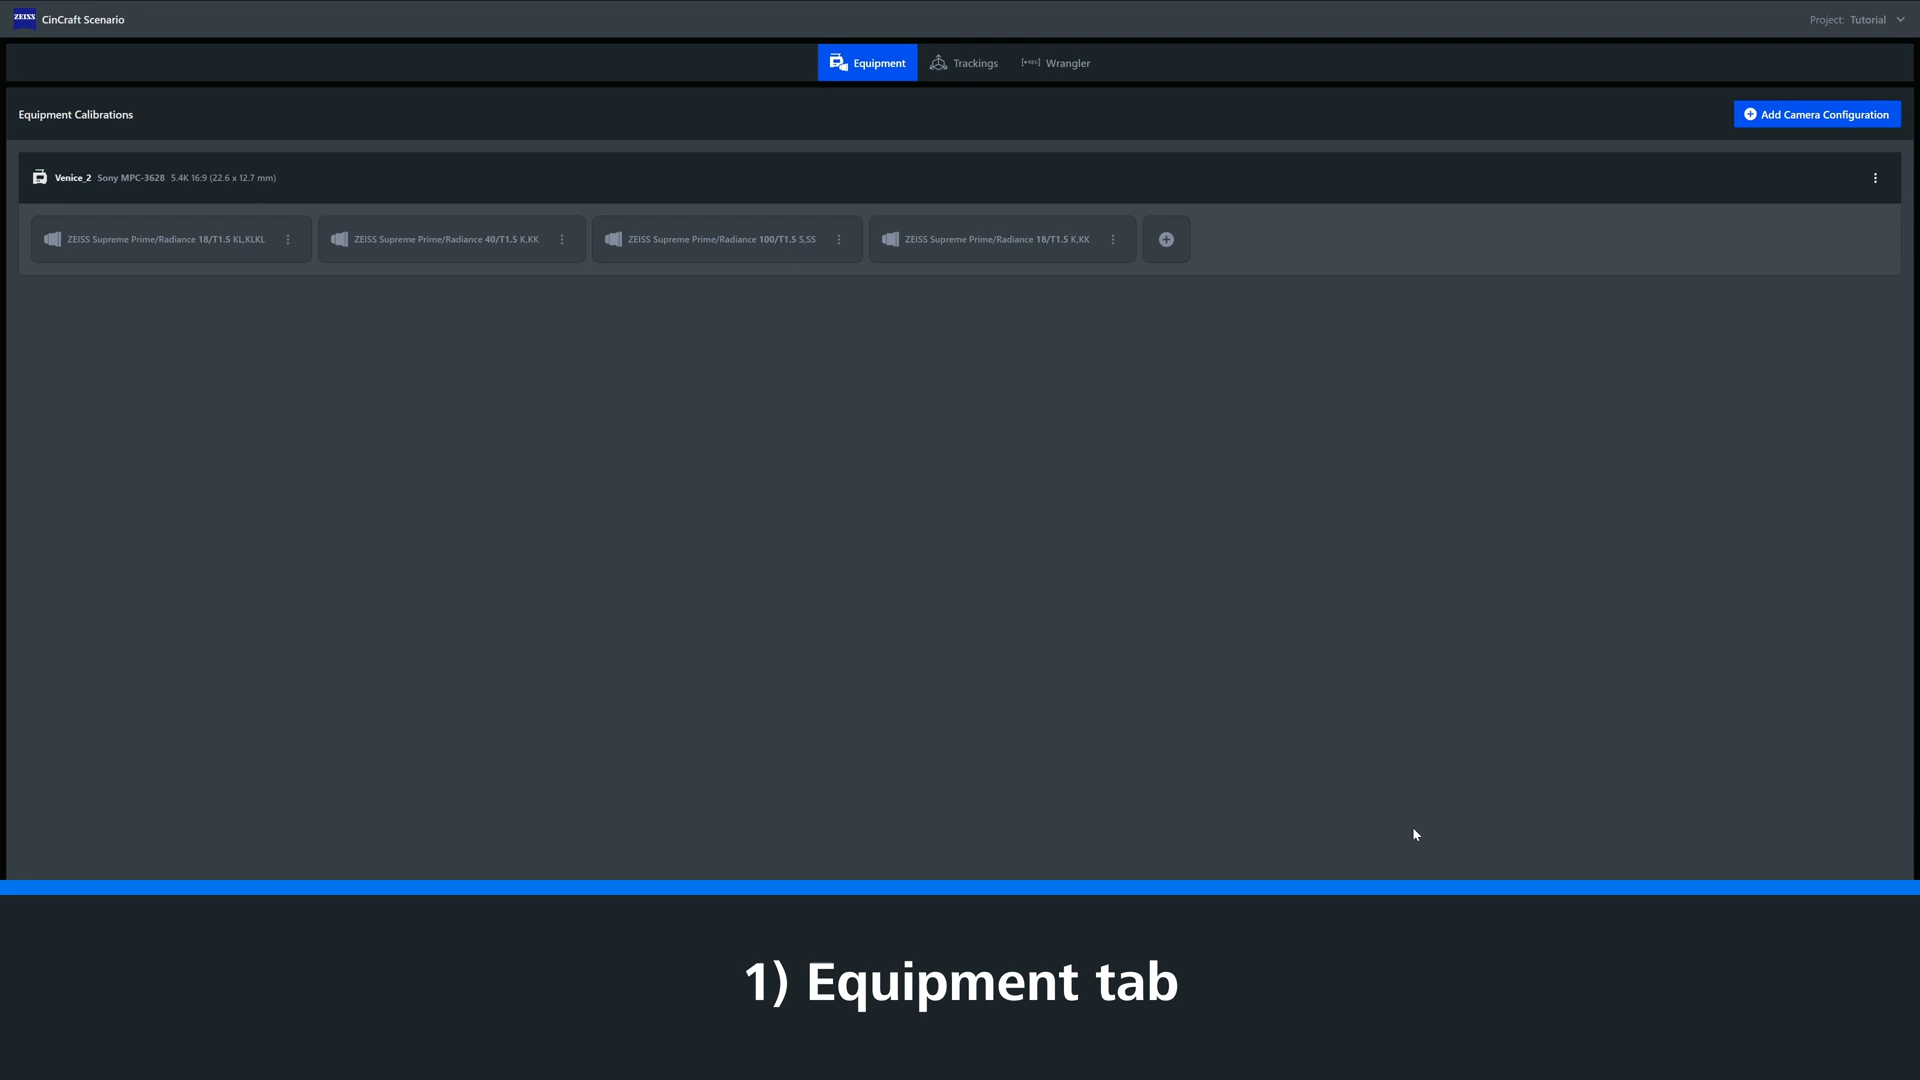 ZEISS CinCraft Scenario
Project: Tutorial
Equipment
Trackings
[•REC] Wrangler
Equipment Calibrations
Add Camera Configuration
Venice_2 Sony MPC-3628 5.4K 16:9 (22.6 x 12.7 mm)
ZEISS Supreme Prime/Radiance 18/T1.5 KL,KLKL
ZEISS Supreme Prime/Radiance 40/T1.5 K,KK
ZEISS Supreme Prime/Radiance 100/T1.5 S,SS
ZEISS Supreme Prime/Radiance 18/T1.5 K,KK
1) Equipment tab